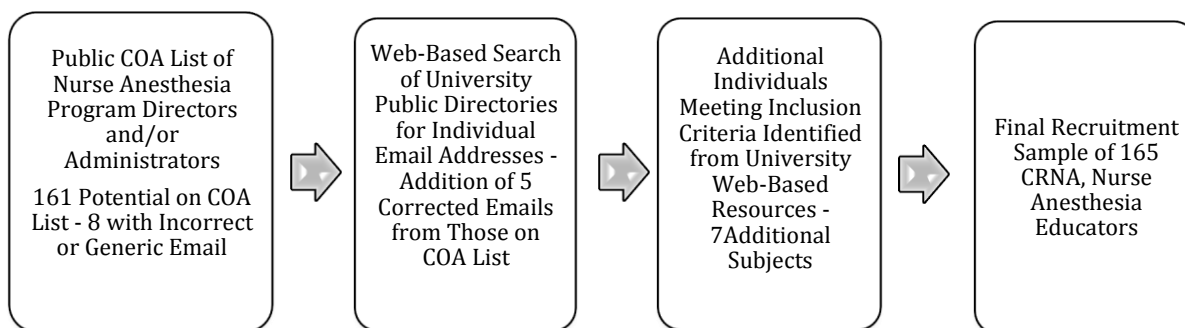 Public COA List of
Nurse Anesthesia
Program Directors
and/or
Administrators
161 Potential on COA
List - 8 with Incorrect
or Generic Email
Web-Based Search
of University
Public Directories
for Individual
Email Addresses -
Addition of 5
Corrected Emails
from Those on
COA List
Additional
Individuals
Meeting Inclusion
Criteria Identified
from University
Web-Based
Resources -
7Additional
Subjects
Final Recruitment
Sample of 165
CRNA, Nurse
Anesthesia
Educators